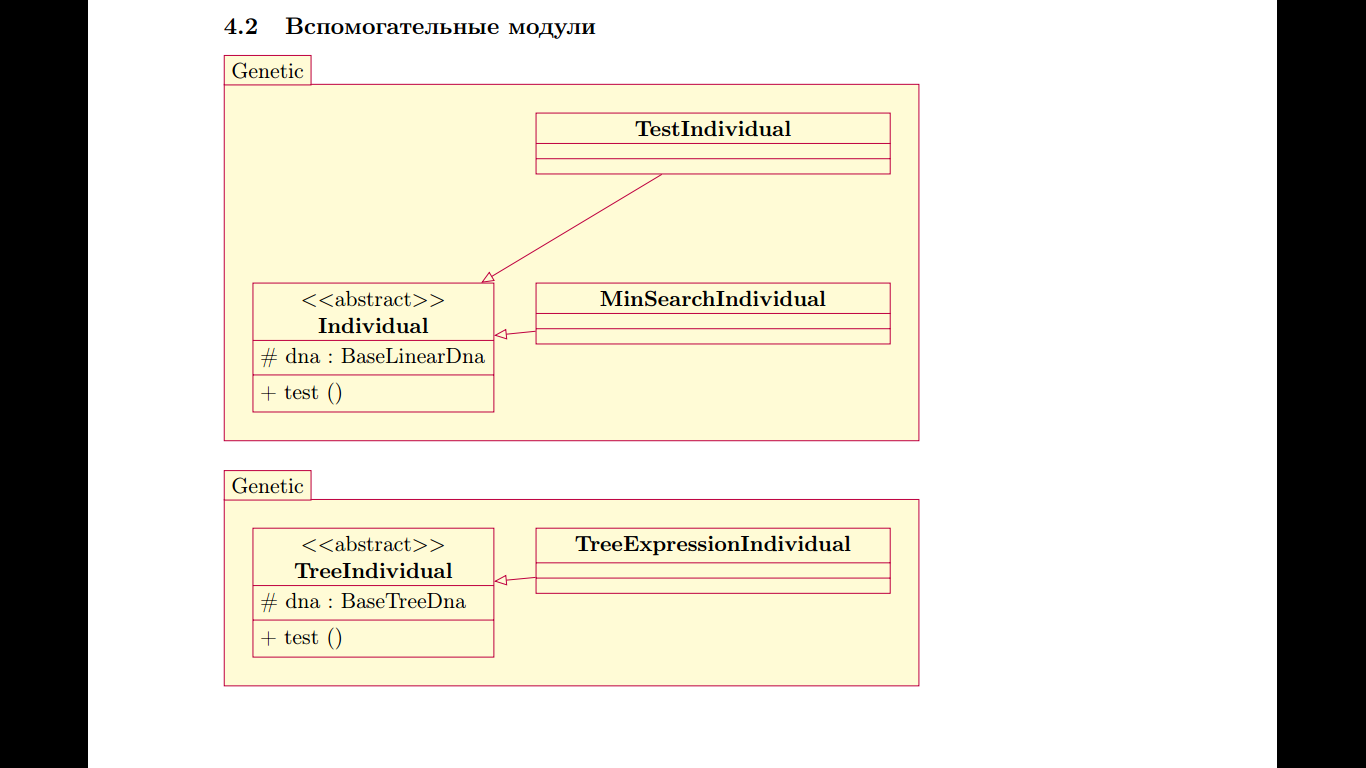 4.2 Вспомогательные модули
Genetic
TestIndividual
<<abstract>>
Individual
# dna : BaseLinearDna
+ test ()
MinSearchIndividual
Genetic
<<abstract>>
TreeIndividual
# dna : BaseTreeDna
+ test ()
TreeExpressionIndividual